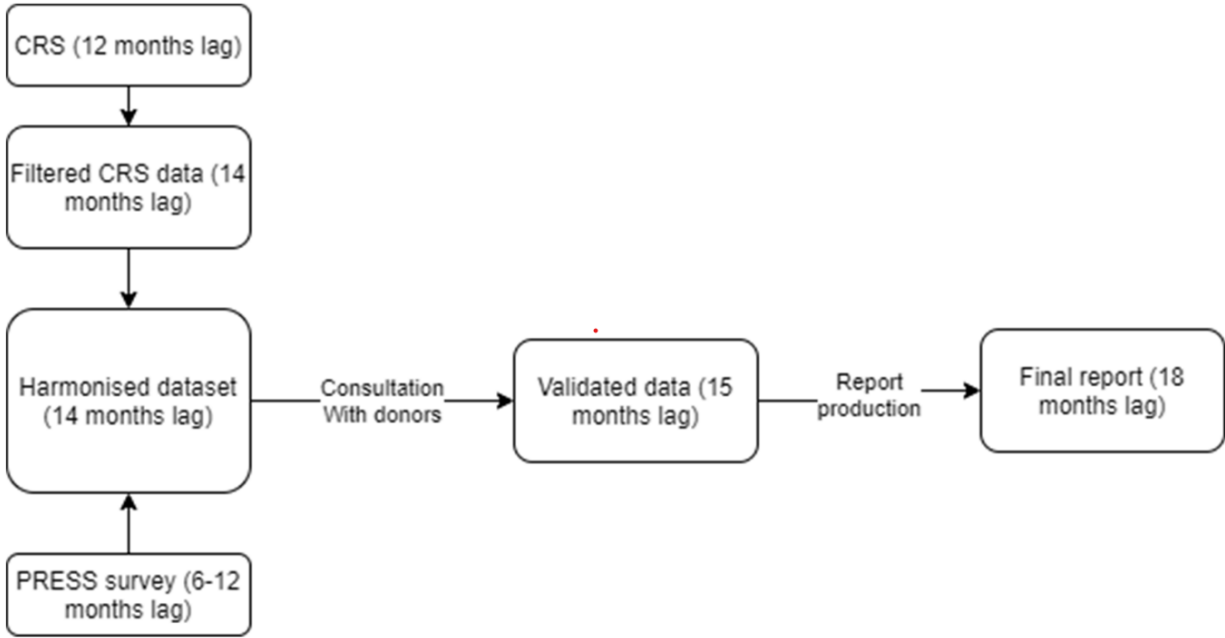 CRS (12 months lag)
Filtered CRS data (14
months lag)
Harmonised dataset
(14 months lag)
Consultation
With donors
Validated data (15
months lag)
Report
production
Final report (18
months lag)
PRESS survey (6-12
months lag)